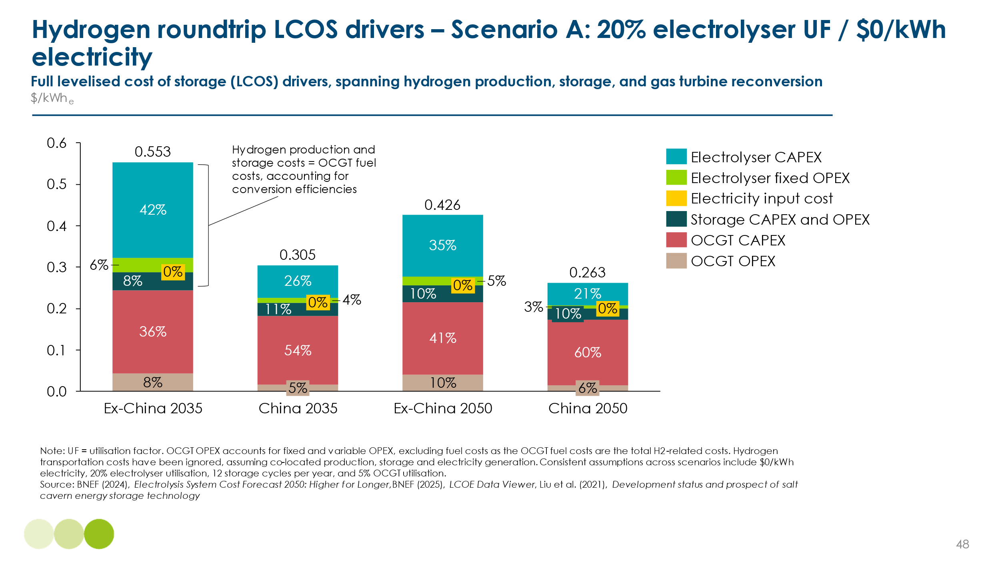 Hydrogen roundtrip LCOS drivers – Scenario A: 20% electrolyser UF / $0/kWh
electricity
Full levelised cost of storage (LCOS) drivers, spanning hydrogen production, storage, and gas turbine reconversion
$/kWh e
0.6
0.5
0.4
0.3
0.2
0.1
0.0
0.553
42%
6%
0%
8%
36%
8%
Hydrogen production and
storage costs = OCGT fuel
costs, accounting for
conversion efficiencies
0.305
26%
0%
4%
11%
54%
5%
0.426
35%
0%
5%
10%
41%
10%
0.263
21%
3%
10%
0%
60%
6%
Ex-China 2035
China 2035
Ex-China 2050
China 2050
Electrolyser CAPEX
Electrolyser fixed OPEX
Electricity input cost
Storage CAPEX and OPEX
OCGT CAPEX
OCGT OPEX
Note: UF = utilisation factor. OCGT OPEX accounts for fixed and variable OPEX, excluding fuel costs as the OCGT fuel costs are the total H2-related costs. Hydrogen
transportation costs have been ignored, assuming co-located production, storage and electricity generation. Consistent assumptions across scenarios include $0/kWh
electricity, 20% electrolyser utilisation, 12 storage cycles per year, and 5% OCGT utilisation.
Source: BNEF (2024), Electrolysis System Cost Forecast 2050: Higher for Longer, BNEF (2025), LCOE Data Viewer, Liu et al. (2021), Development status and prospect of salt
cavern energy storage technology
48